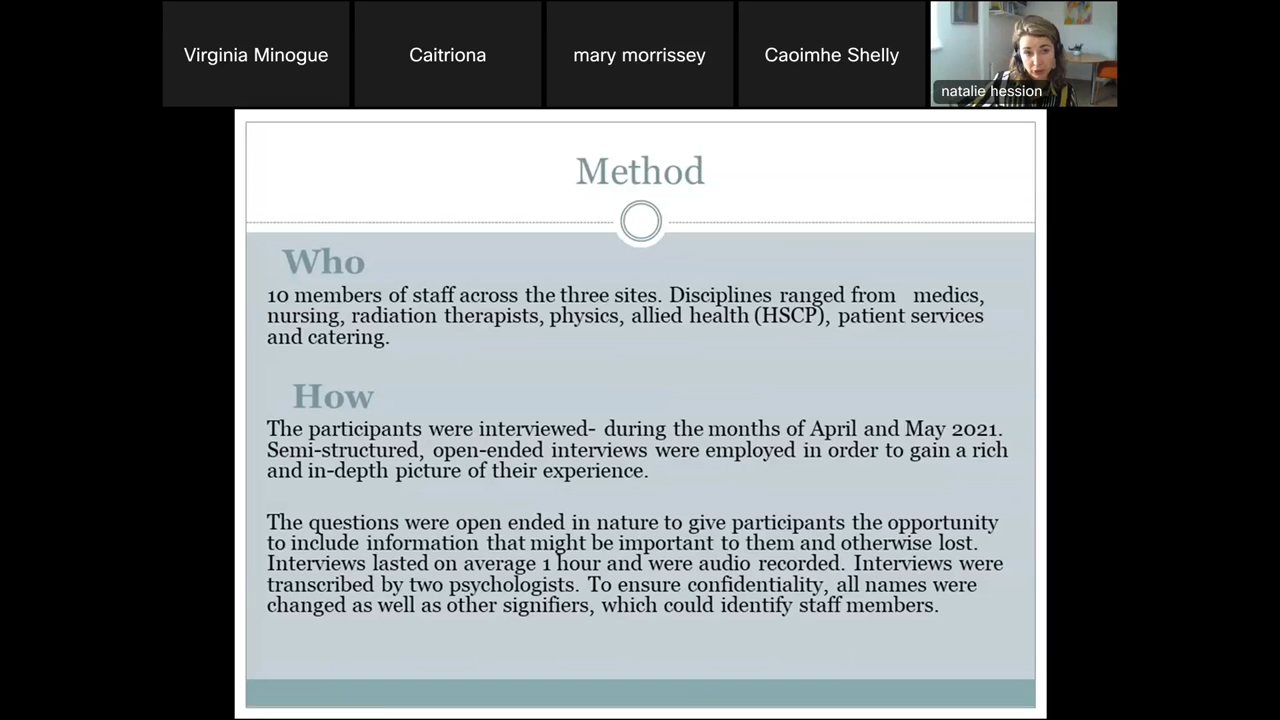 Virginia Minogue
Caitriona
mary morrissey
Caoimhe Shelly
natalie hession
Method
Who
10 members of staff across the three sites. Disciplines ranged from medics,
nursing, radiation therapists, physics, allied health (HSCP), patient services
and catering.
How
The participants were interviewed- during the months of April and May 2021.
Semi-structured, open-ended interviews were employed in order to gain a rich
and in-depth picture of their experience.
The questions were open ended in nature to give participants the opportunity
to include information that might be important to them and otherwise lost.
Interviews lasted on average 1 hour and were audio recorded. Interviews were
transcribed by two psychologists. To ensure confidentiality, all names were
changed as well as other signifiers, which could identify staff members.